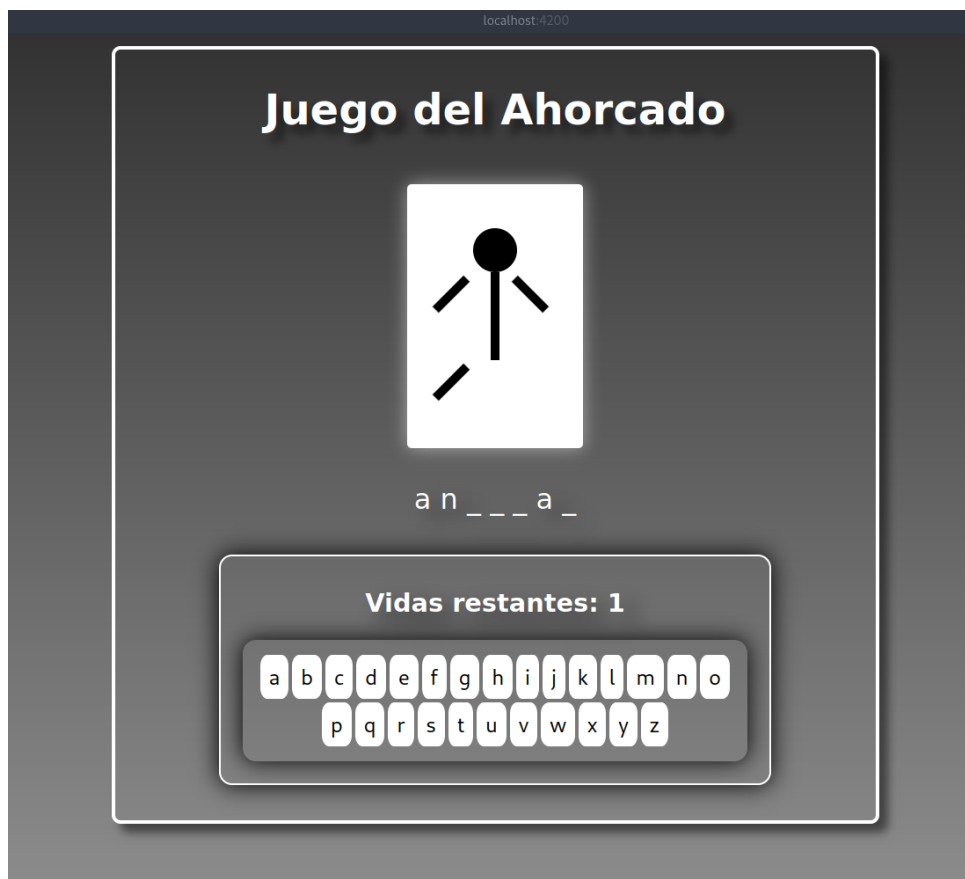 localhost:4200
Juego del Ahorcado
a n _ _ _ a _
Vidas restantes: 1
a b c d e f g h i j k l m n o
p q r s t u v w x y z